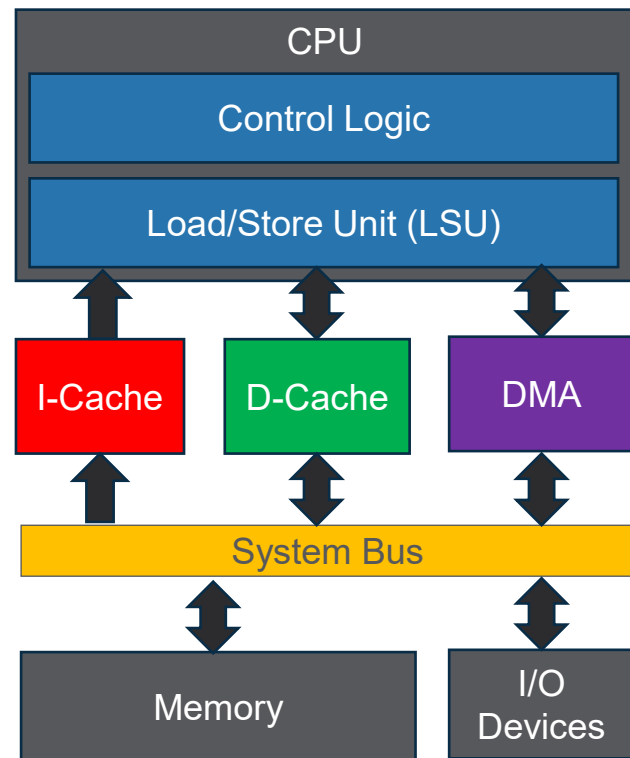 CPU
Control Logic
Load/Store Unit (LSU)
I-Cache
D-Cache
DMA
System Bus
Memory
I/O
Devices